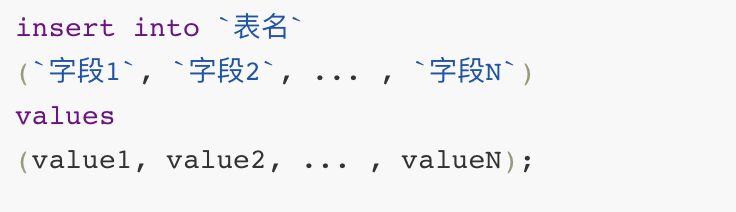 insert into `表名`
(`字段1`, `字段2`, ... , `字段N`)
values
(value1, value2, ... , valueN);